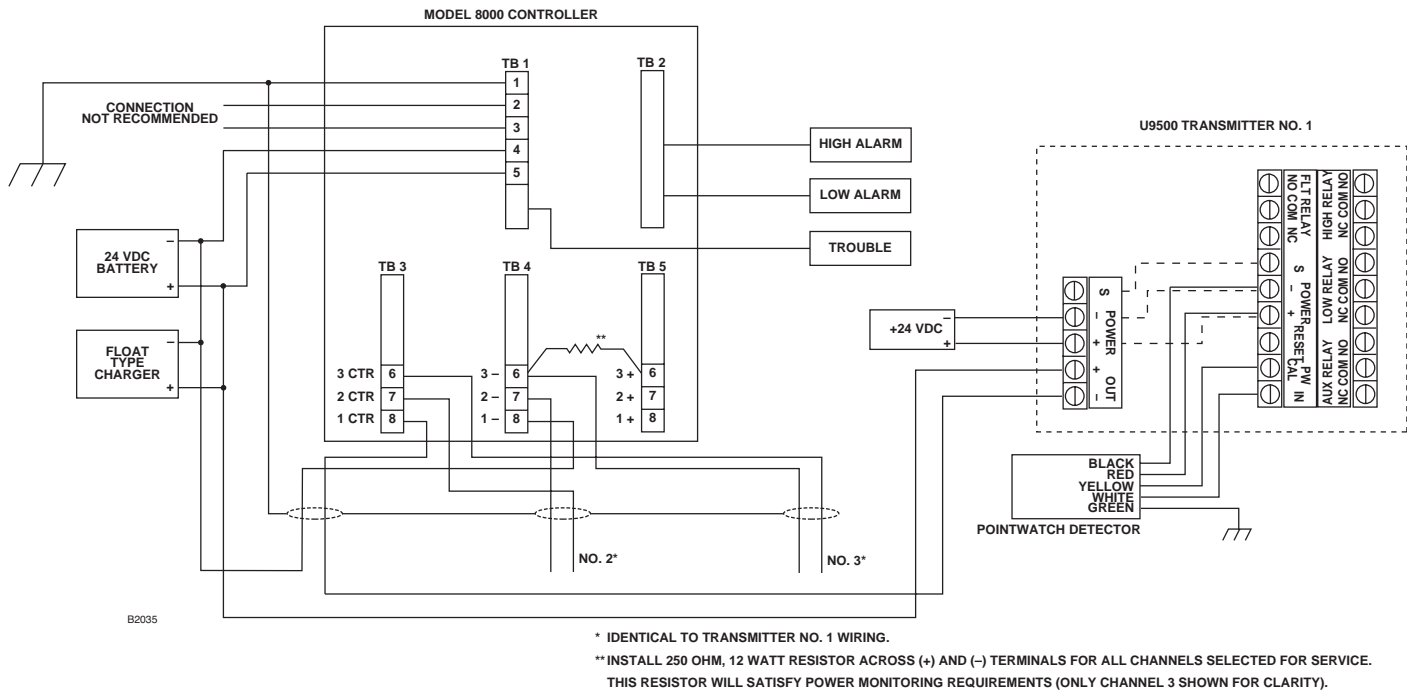 MODEL 8000 CONTROLLER
TB 1
1
2
3
4
5
TB 2
CONNECTION
NOT RECOMMENDED
HIGH ALARM
LOW ALARM
TROUBLE
–
24 VDC
BATTERY
+
–
FLOAT
TYPE
CHARGER
+
TB 3
3 CTR 6
2 CTR 7
1 CTR 8
TB 4
3 – 6
2 – 7
1 – 8
**
TB 5
3 + 6
2 + 7
1 + 8
NO. 2*
NO. 3*
U9500 TRANSMITTER NO. 1
–
+24 VDC
+
S
– POWER +
+ OUT –
FLT RELAY
NO COM NC
S
– POWER +
RESET
CAL
PW
IN
HIGH RELAY
NC COM NO
LOW RELAY
NC COM NO
AUX RELAY
NC COM NO
BLACK
RED
YELLOW
WHITE
GREEN
POINTWATCH DETECTOR
B2035
* IDENTICAL TO TRANSMITTER NO. 1 WIRING.
** INSTALL 250 OHM, 12 WATT RESISTOR ACROSS (+) AND (–) TERMINALS FOR ALL CHANNELS SELECTED FOR SERVICE.
THIS RESISTOR WILL SATISFY POWER MONITORING REQUIREMENTS (ONLY CHANNEL 3 SHOWN FOR CLARITY).